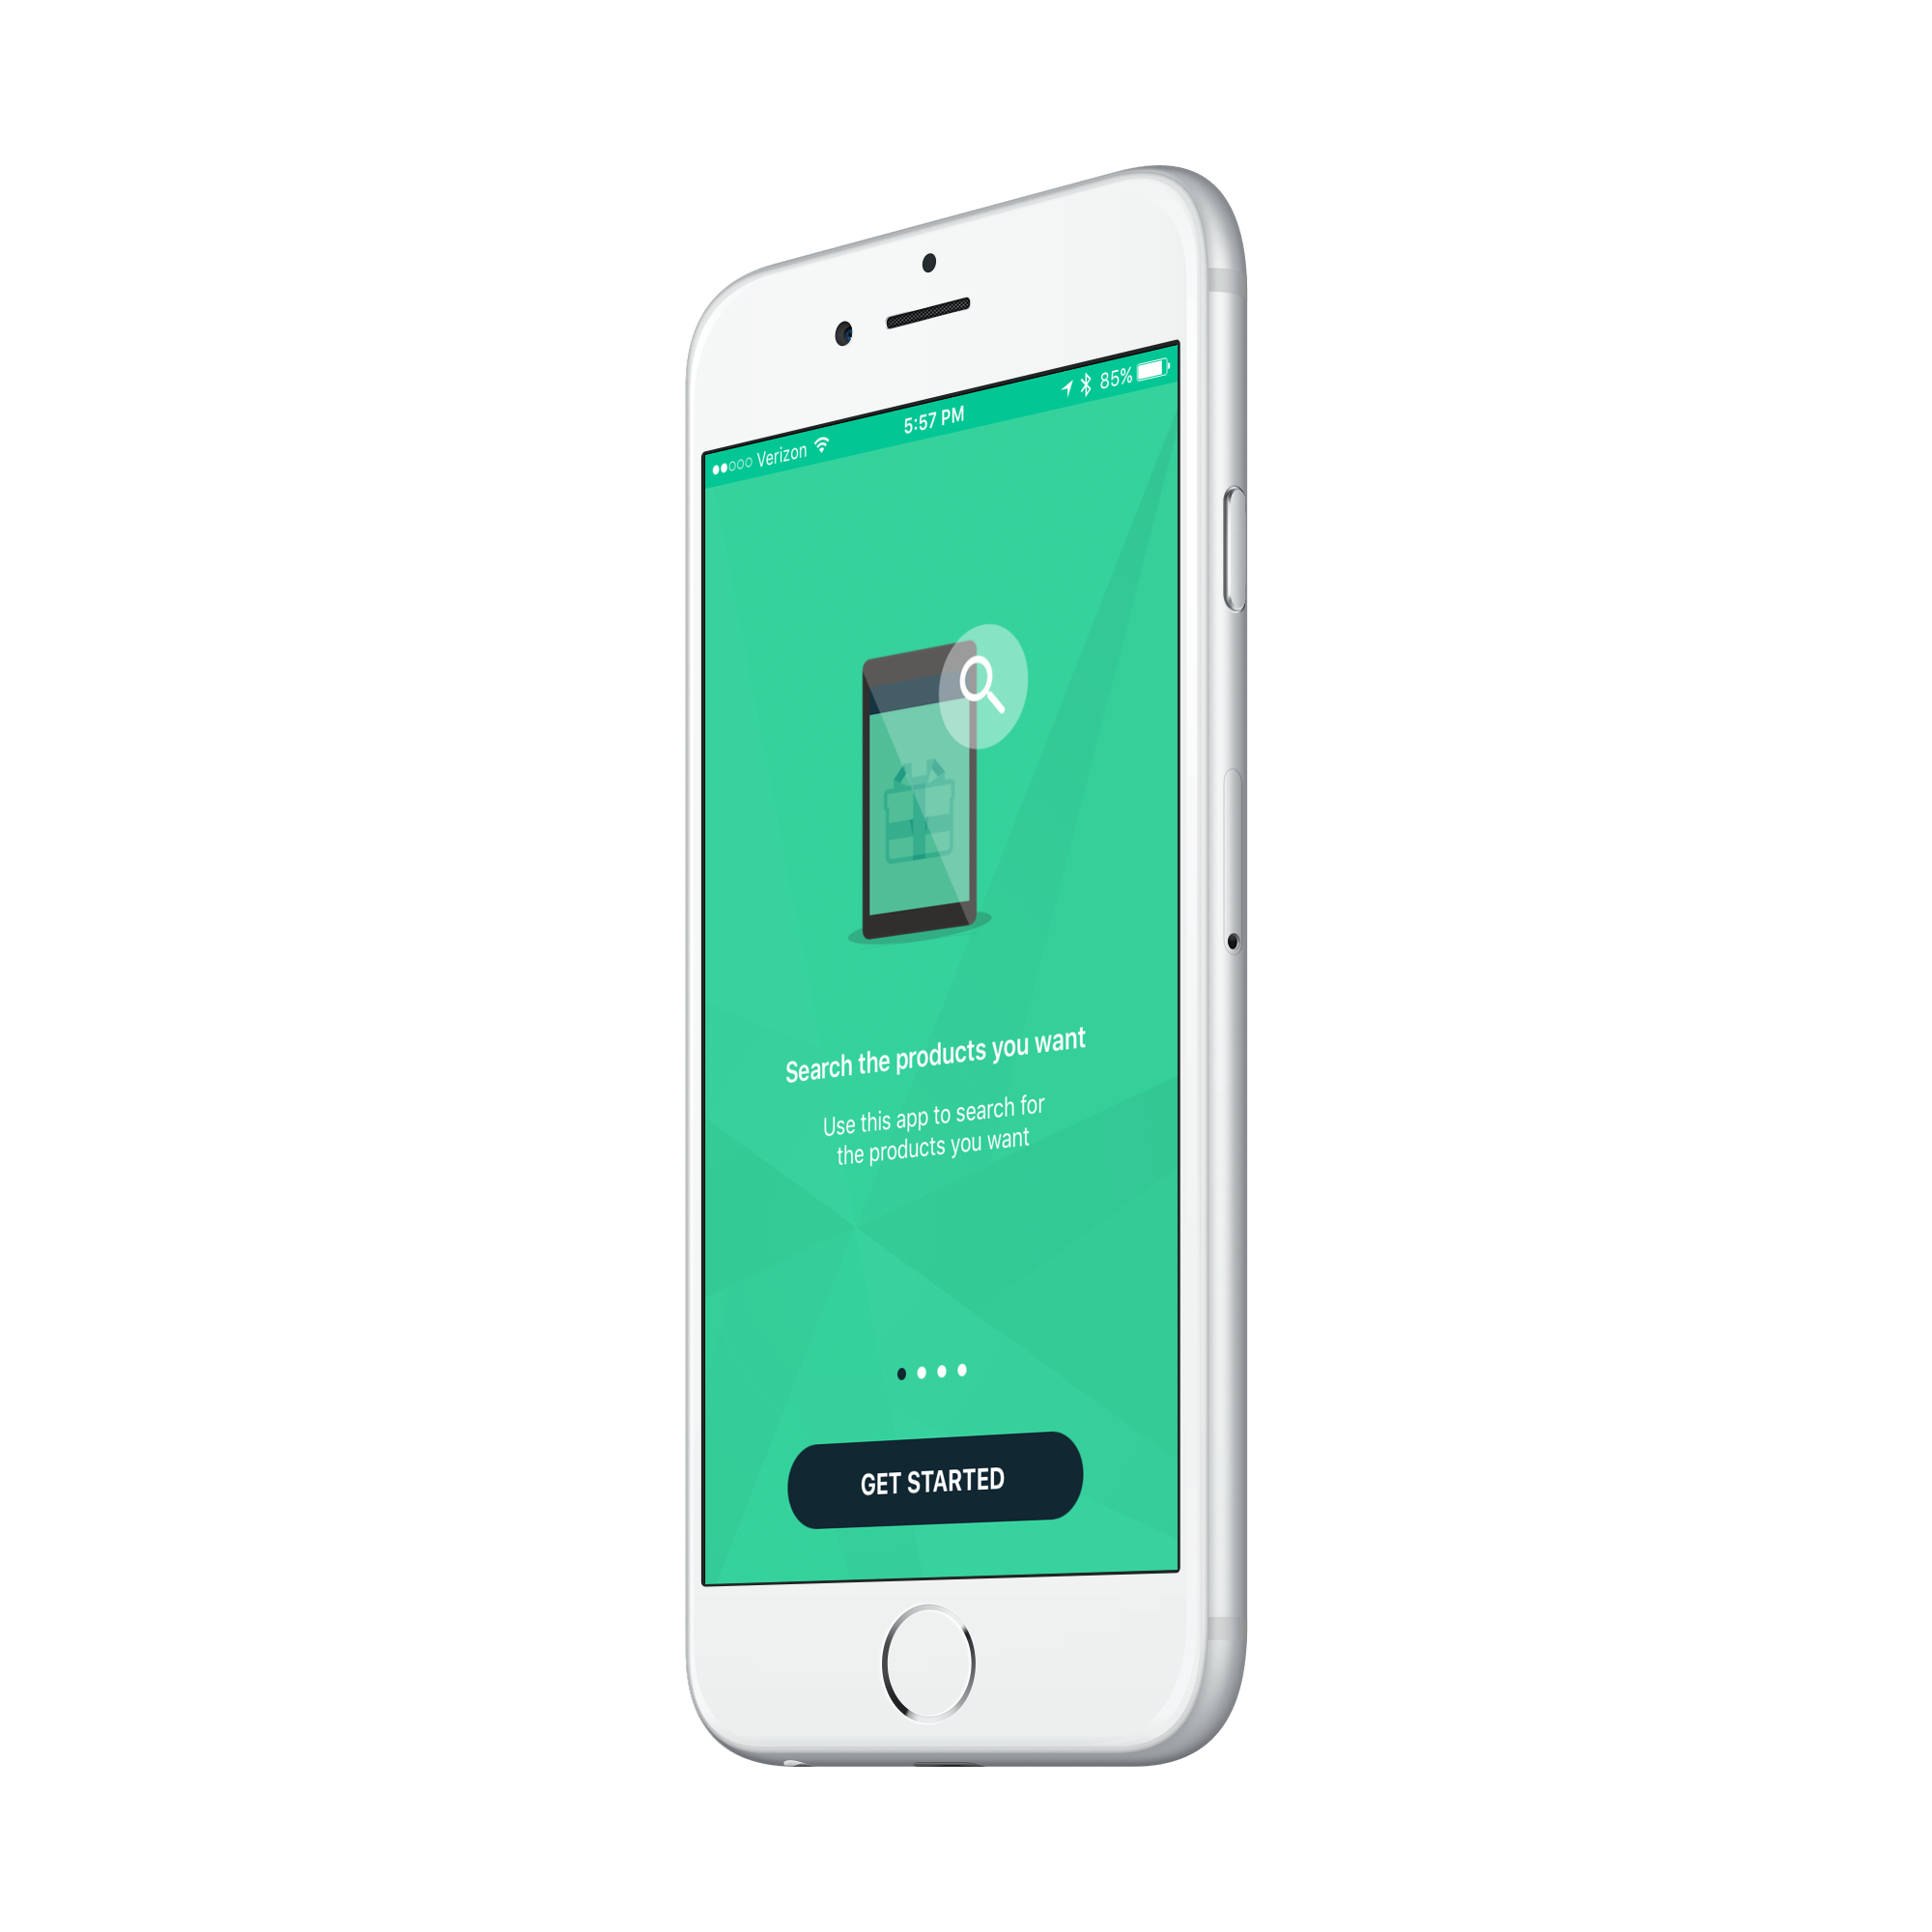 Verizon 5:57 PM 85%
Search the products you want
Use this app to search for
the products you want
GET STARTED